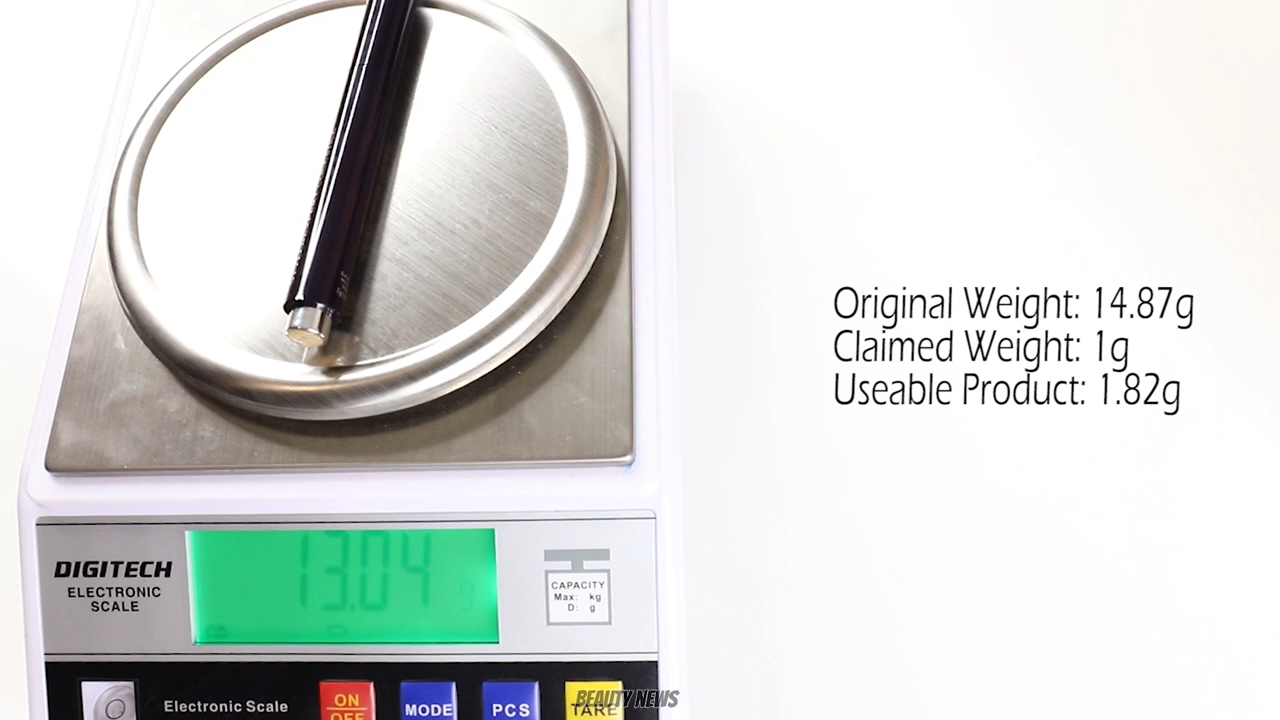 Original Weight: 14.87g
Claimed Weight: 1g
Useable Product: 1.82g
13.04 g
DIGITECH
ELECTRONIC
SCALE
CAPACITY
Max: kg
D: g
Electronic Scale
ON
OFF
MODE
PCS
TARE
BEAUTY NEWS